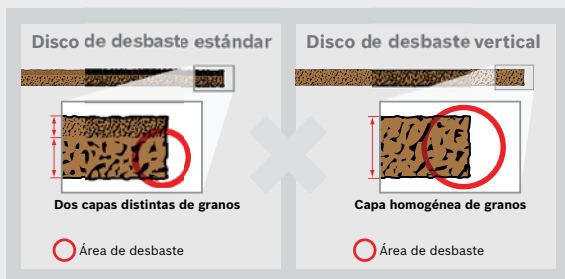 Disco de desbaste estándar
Dos capas distintas de granos
Área de desbaste
Disco de desbaste vertical
Capa homogénea de granos
Área de desbaste